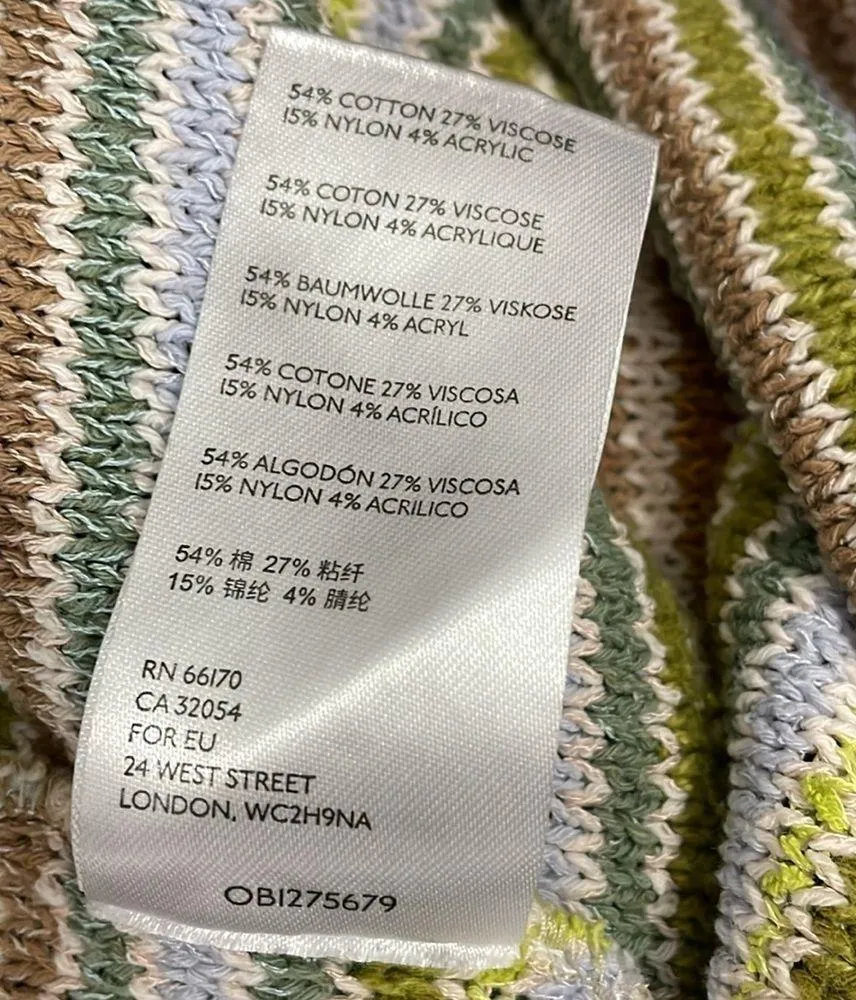 54% COTTON 27% VISCOSE
15% NYLON 4% ACRYLIC
54% COTON 27% VISCOSE
15% NYLON 4% ACRYLIQUE
54% BAUMWOLLE 27% VISKOSE
15% NYLON 4% ACRYL
54% COTONE 27% VISCOSA
15% NYLON 4% ACRÍLICO
54% ALGODÓN 27% VISCOSA
15% NYLON 4% ACRILICO
54% 棉 27% 粘纤
15% 锦纶 4% 腈纶
RN 66170
CA 32054
FOR EU
24 WEST STREET
LONDON, WC2H9NA
OB1275679